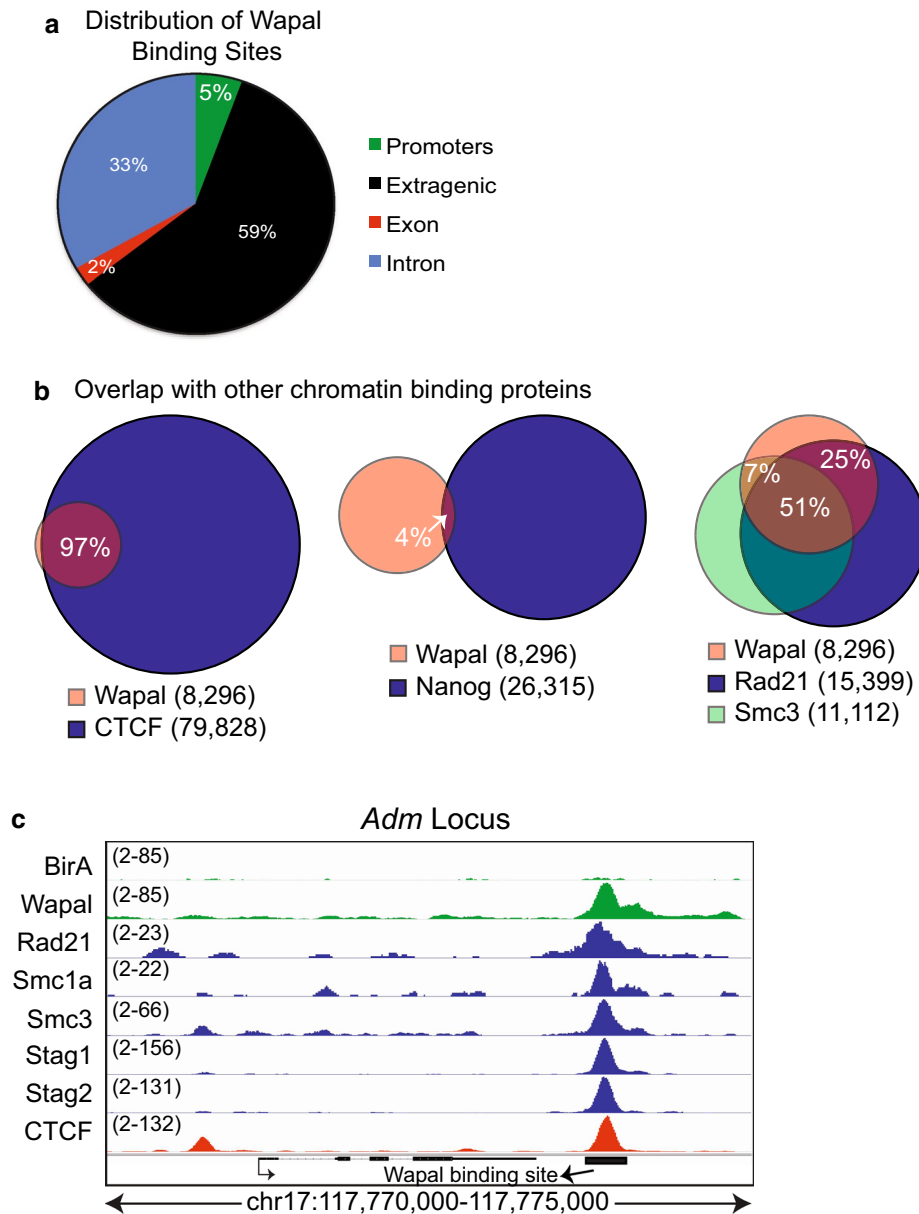 a
Distribution of Wapal
Binding Sites
5%
33%
59%
2%
Promoters
Extragenic
Exon
Intron
b Overlap with other chromatin binding proteins
97%
Wapal (8,296)
CTCF (79,828)
4%
Wapal (8,296)
Nanog (26,315)
7%
25%
51%
Wapal (8,296)
Rad21 (15,399)
Smc3 (11,112)
c
Adm Locus
BirA (2-85)
Wapal (2-85)
Rad21 (2-23)
Smc1a (2-22)
Smc3 (2-66)
Stag1 (2-156)
Stag2 (2-131)
CTCF (2-132)
Wapal binding site
chr17:117,770,000-117,775,000